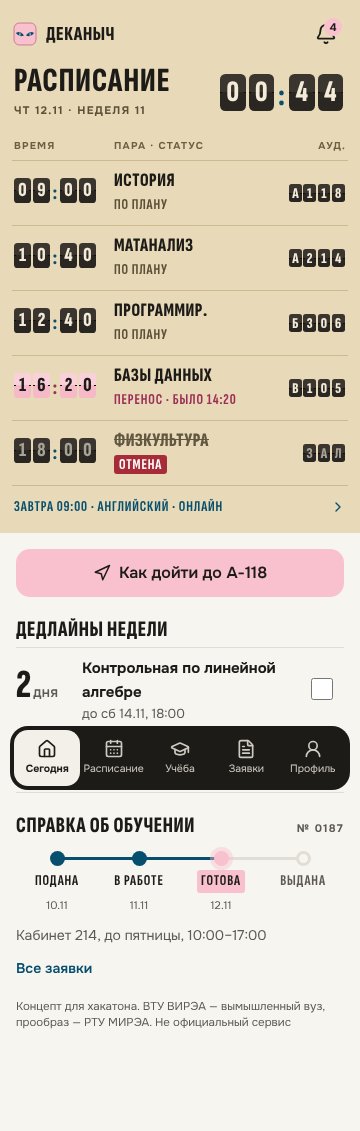 ДЕКАНЫЧ
4
РАСПИСАНИЕ
ЧТ 12.11 · НЕДЕЛЯ 11
00:44
ВРЕМЯ ПАРА · СТАТУС АУД.
09:00 ИСТОРИЯ А118
ПО ПЛАНУ
10:40 МАТАНАЛИЗ А214
ПО ПЛАНУ
12:40 ПРОГРАММИР. Б306
ПО ПЛАНУ
16:20 БАЗЫ ДАННЫХ В105
ПЕРЕНОС · БЫЛО 14:20
18:00 ФИЗКУЛЬТУРА ЗАЛ
ОТМЕНА
ЗАВТРА 09:00 · АНГЛИЙСКИЙ · ОНЛАЙН
Как дойти до А-118
ДЕДЛАЙНЫ НЕДЕЛИ
2 дня
Контрольная по линейной
алгебре
до сб 14.11, 18:00
Сегодня Расписание Учёба Заявки Профиль
СПРАВКА ОБ ОБУЧЕНИИ № 0187
ПОДАНА В РАБОТЕ ГОТОВА ВЫДАНА
10.11 11.11 12.11
Кабинет 214, до пятницы, 10:00–17:00
Все заявки
Концепт для хакатона. ВТУ ВИРЭА — вымышленный вуз,
прообраз — РТУ МИРЭА. Не официальный сервис